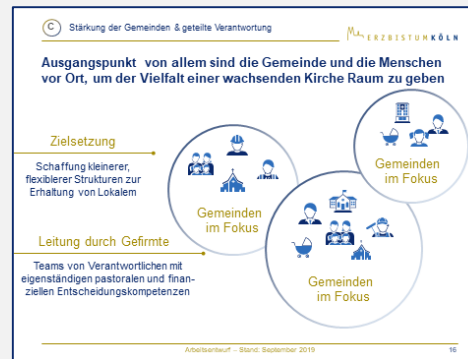 C Stärkung der Gemeinden & geteilte Verantwortung
ERZBISTUM KÖLN
Ausgangspunkt von allem sind die Gemeinde und die Menschen
vor Ort, um der Vielfalt einer wachsenden Kirche Raum zu geben
Zielsetzung
Schaffung kleinerer,
flexiblerer Strukturen zur
Erhaltung von Lokalem
Leitung durch Gefirmte
Teams von Verantwortlichen mit
eigenständigen pastoralen und finan-
ziellen Entscheidungskompetenzen
Gemeinden
im Fokus
Gemeinden
im Fokus
Gemeinden
im Fokus
Arbeitsentwurf – Stand: September 2019
16